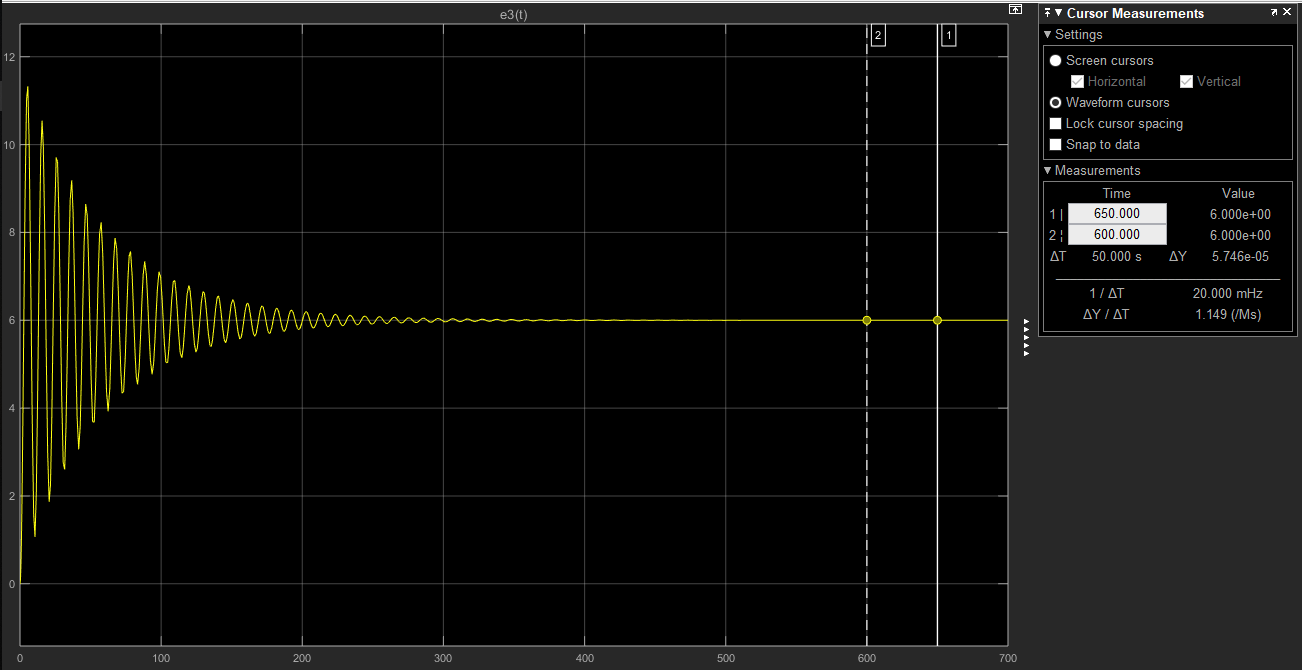 e3(t)
12
10
8
6
4
2
0
0 100 200 300 400 500 600 700
2 1
Cursor Measurements
Settings
Screen cursors
Horizontal Vertical
Waveform cursors
Lock cursor spacing
Snap to data
Measurements
Time Value
1 | 650.000 6.000e+00
2 ¦ 600.000 6.000e+00
ΔT 50.000 s ΔY 5.746e-05
1 / ΔT 20.000 mHz
ΔY / ΔT 1.149 (/Ms)